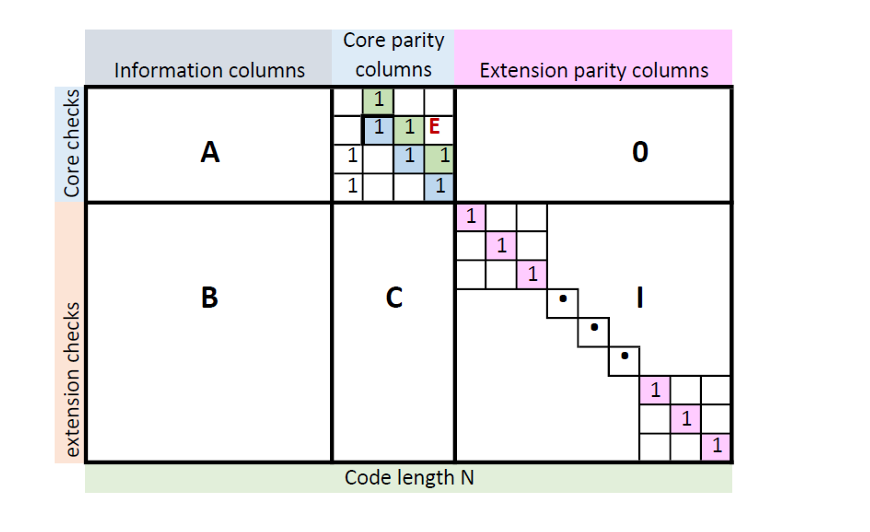 Core parity
columns
Information columns
Extension parity columns
Core checks
1
1 1 E
1 1 1
1 1
A
0
extension checks
1
1
1
B
C
I
1
1
1
Code length N